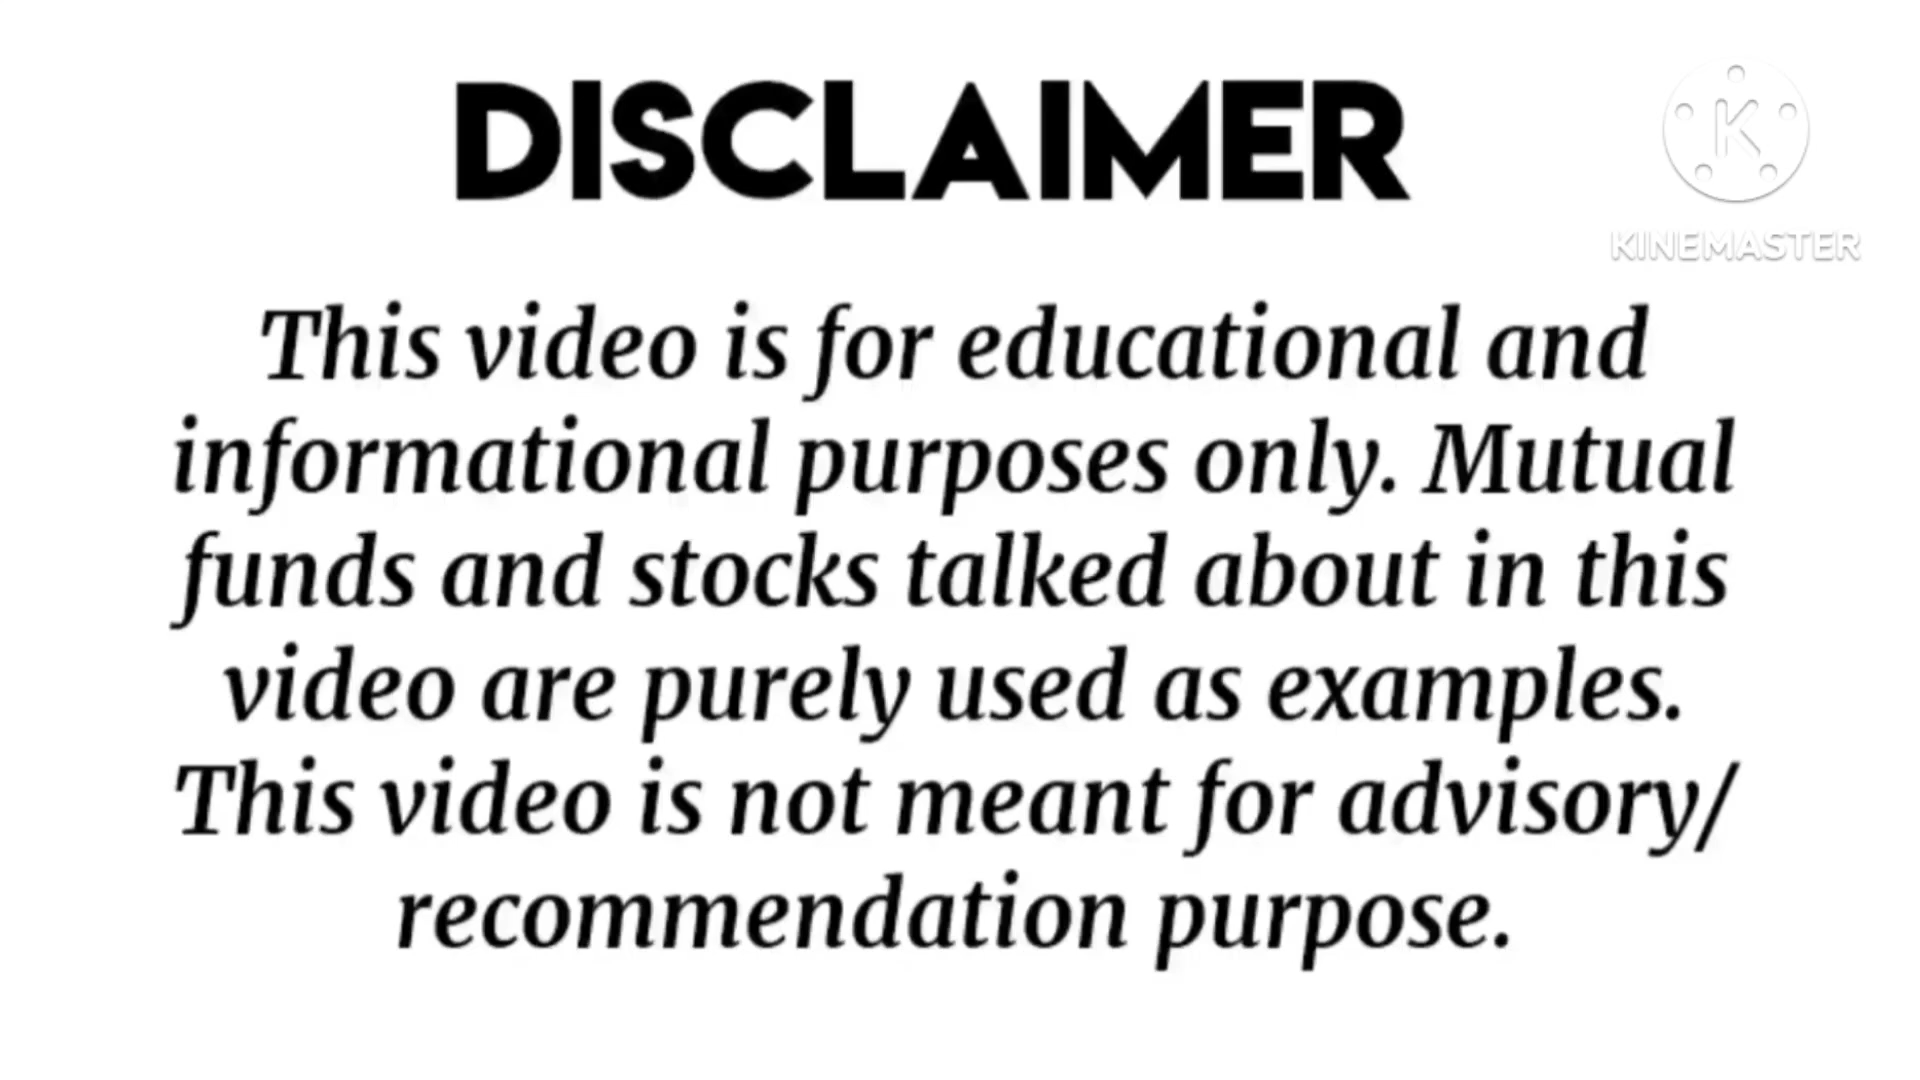 DISCLAIMER
K
KINEMASTER
This video is for educational and
informational purposes only. Mutual
funds and stocks talked about in this
video are purely used as examples.
This video is not meant for advisory/
recommendation purpose.